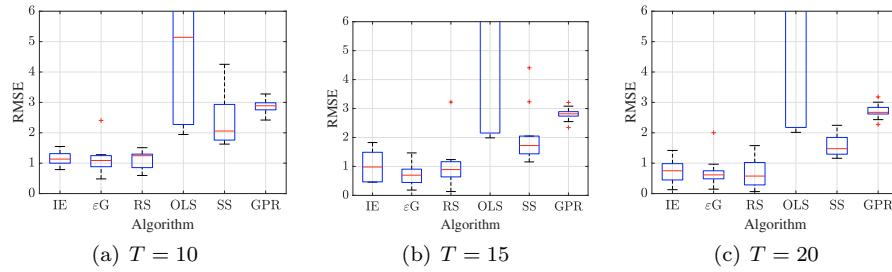 6
5
4
3
2
1
0
RMSE
IE
εG
RS
OLS
SS
GPR
Algorithm
(a) T = 10
6
5
4
3
2
1
0
RMSE
IE
εG
RS
OLS
SS
GPR
Algorithm
(b) T = 15
6
5
4
3
2
1
0
RMSE
IE
εG
RS
OLS
SS
GPR
Algorithm
(c) T = 20